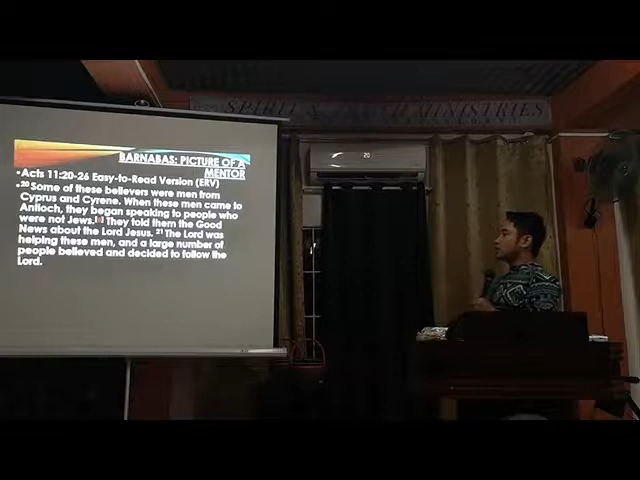 SPIRIT & MINISTRIES
BARNABAS: PICTURE OF A
MENTOR
•Acts 11:20-26 Easy-to-Read Version (ERV)
•20 Some of these believers were men from
Cyprus and Cyrene. When these men came to
Antioch, they began speaking to people who
were not Jews. They told them the Good
News about the Lord Jesus. 21 The Lord was
helping these men, and a large number of
people believed and decided to follow the
Lord.
20